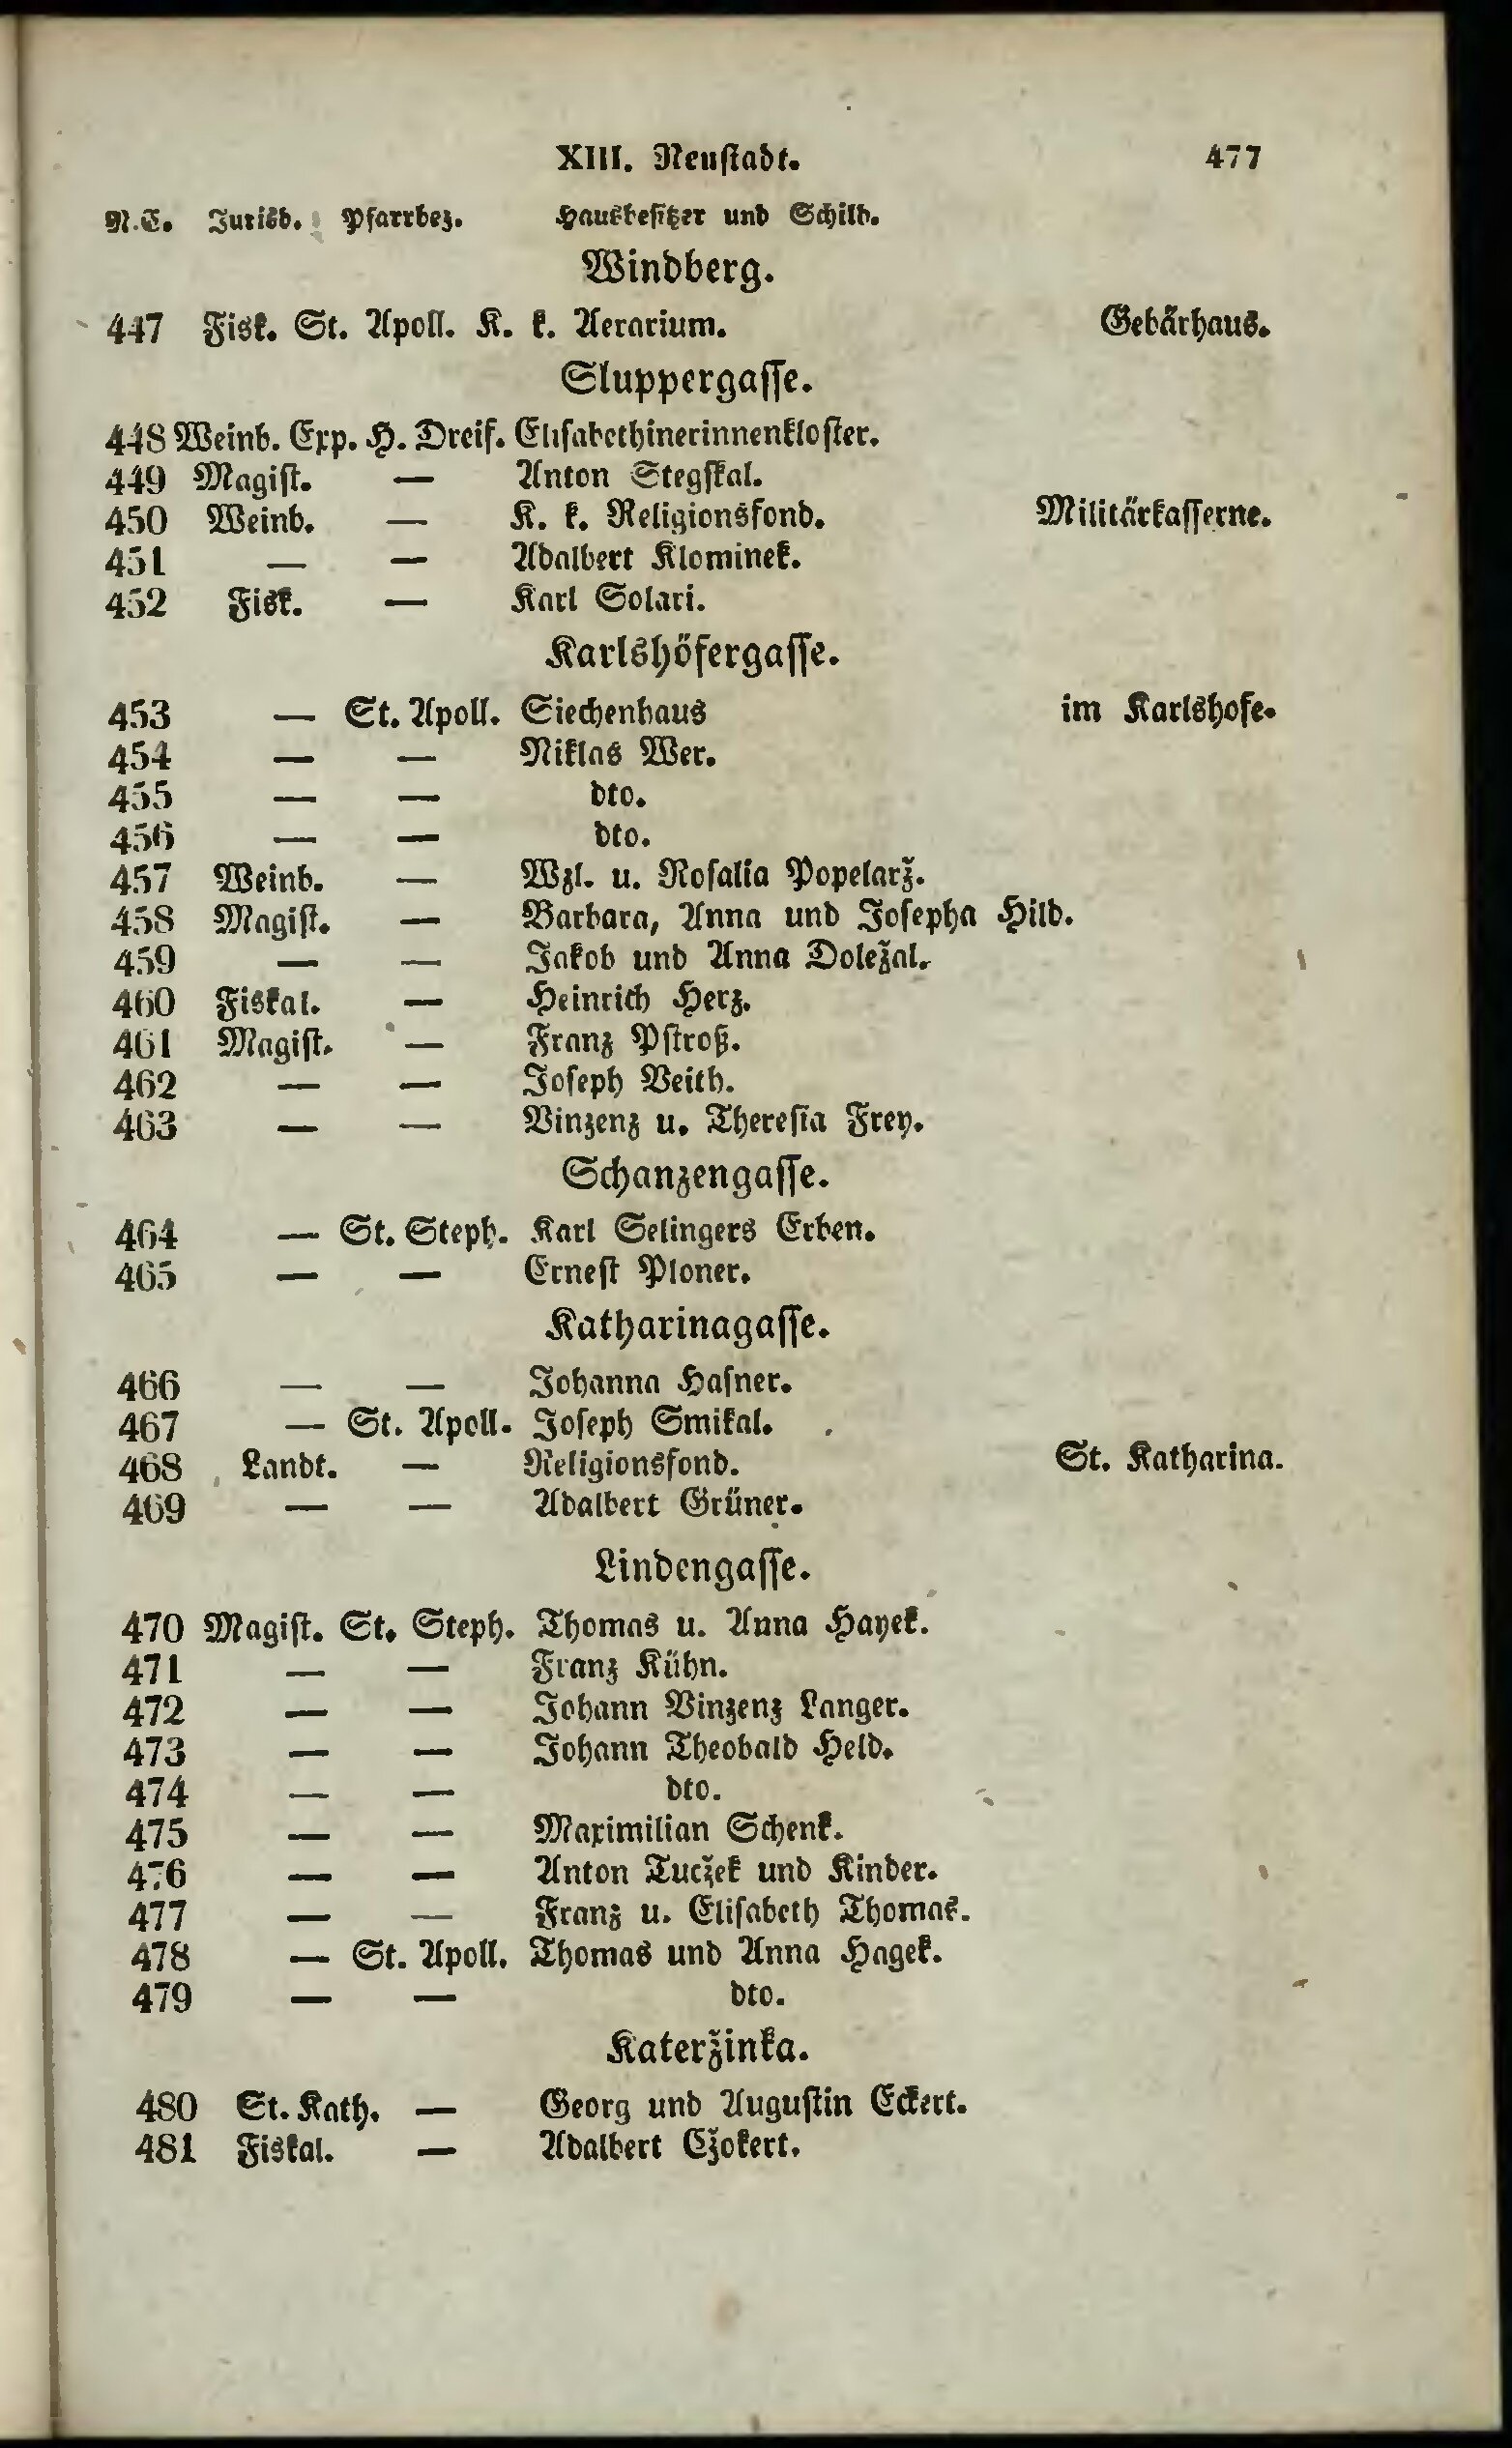 XIII. Neustadt. 477
N.C. Jurisd. Pfarrbez. Hausbesitzer und Schild.
Windberg.
447 Fisk. St. Apoll. K. k. Aerarium. Gebärhaus.
Sluppergasse.
448 Weinb. Exp. H. Dreif. Elisabethinerinnenkloster.
449 Magist. — Anton Stegskal.
450 Weinb. — K. k. Religionsfond. Militärkasserne.
451 — — Adalbert Klominek.
452 Fisk. — Karl Solari.
Karlshöfergasse.
453 — St. Apoll. Siechenhaus im Karlshofe.
454 — — Niklas Wer.
455 — — dto.
456 — — dto.
457 Weinb. — Wzl. u. Rosalia Popelarž.
458 Magist. — Barbara, Anna und Josepha Hild.
459 — — Jakob und Anna Doležal.
460 Fiskal. — Heinrich Herz.
461 Magist. — Franz Pstroß.
462 — — Joseph Veith.
463 — — Vinzenz u. Theresia Frey.
Schanzengasse.
464 — St. Steph. Karl Selingers Erben.
465 — — Ernest Ploner.
Katharinagasse.
466 — — Johanna Hafner.
467 — St. Apoll. Joseph Smikal.
468 Landt. — Religionsfond. St. Katharina.
469 — — Adalbert Grüner.
Lindengasse.
470 Magist. St. Steph. Thomas u. Anna Hayek.
471 — — Franz Kühn.
472 — — Johann Vinzenz Langer.
473 — — Johann Theobald Held.
474 — — dto.
475 — — Maximilian Schenk.
476 — — Anton Tuczek und Kinder.
477 — — Franz u. Elisabeth Thomas.
478 — St. Apoll. Thomas und Anna Hagek.
479 — — dto.
Kateržinka.
480 St. Kath. — Georg und Augustin Eckert.
481 Fiskal. — Adalbert Cžokert.